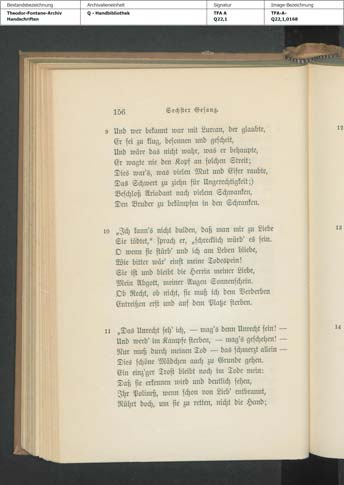 Bestandsbezeichnung
Archivalieneinheit
Signatur
Image-Bezeichnung
Theodor-Fontane-Archiv
Handschriften
Q - Handbibliothek
TFA A
Q22,1
TFA-A-
Q22,1,0168
156 Sechster Gesang.
9 Und wer bekannt war mit Lurcan, der glaubte,
Er sei zu klug, besonnen und gescheit,
Und wäre das nicht wahr, was er behaupte,
Er wagte nie den Kopf an solchen Streit;
Dies war's, was vielen Mut und Eifer raubte,
Das Schwert zu ziehn für Ungerechtigkeit;)
Beschloß Ariodant nach vielem Schwanken,
Den Bruder zu bekämpfen in den Schranken.
10 „Ich kann's nicht dulden, daß man mir zu Liebe
Sie tödtet,“ sprach er, „schrecklich würd' es sein.
O wenn sie stürb' und ich am Leben bliebe,
Wie bitter wär' einst meine Todespein!
Sie ist und bleibt die Herrin meiner Liebe,
Mein Abgott, meiner Augen Sonnenschein.
Ob Recht, ob nicht, sie muß ich dem Verderben
Entreißen erst und auf dem Platze sterben.
11 „Das Unrecht seh' ich, — mag's denn Unrecht sein! —
Und werd' im Kampfe sterben, — mag's geschehen! —
Nur muß durch meinen Tod — das schmerzt allein —
Dies schöne Mädchen auch zu Grunde gehen.
Ein einz'ger Trost bleibt noch im Tode mein:
Daß sie erkennen wird und deutlich sehen,
Ihr Polineß, wenn schon von Lieb' entbrannt,
Rührt doch, um sie zu retten, nicht die Hand;
12
13
14